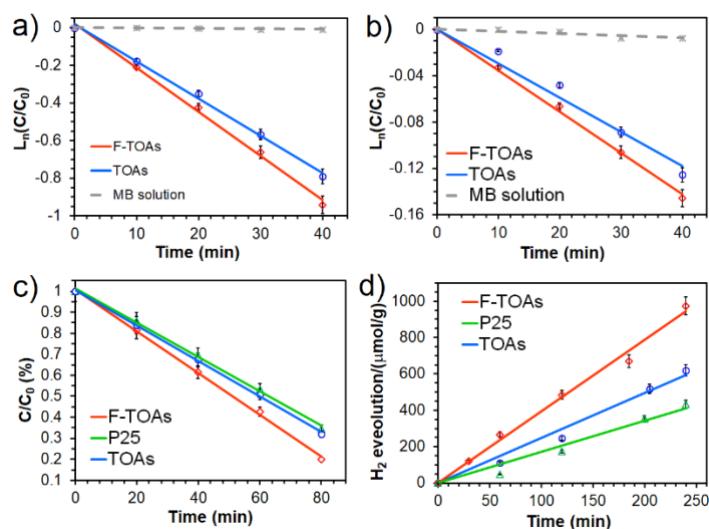 a)
0
-0.2
-0.4
-0.6
-0.8
-1
Ln(C/C0)
F-TOAs
TOAs
MB solution
0 10 20 30 40
Time (min)
b)
0
-0.04
-0.08
-0.12
-0.16
Ln(C/C0)
F-TOAs
TOAs
MB solution
0 10 20 30 40
Time (min)
c)
1
0.9
0.8
0.7
0.6
0.5
0.4
0.3
0.2
0.1
C/C0 (%)
F-TOAs
P25
TOAs
0 20 40 60 80
Time (min)
d)
1000
800
600
400
200
0
H2 eveolution/(μmol/g)
F-TOAs
P25
TOAs
0 50 100 150 200 250
Time (min)